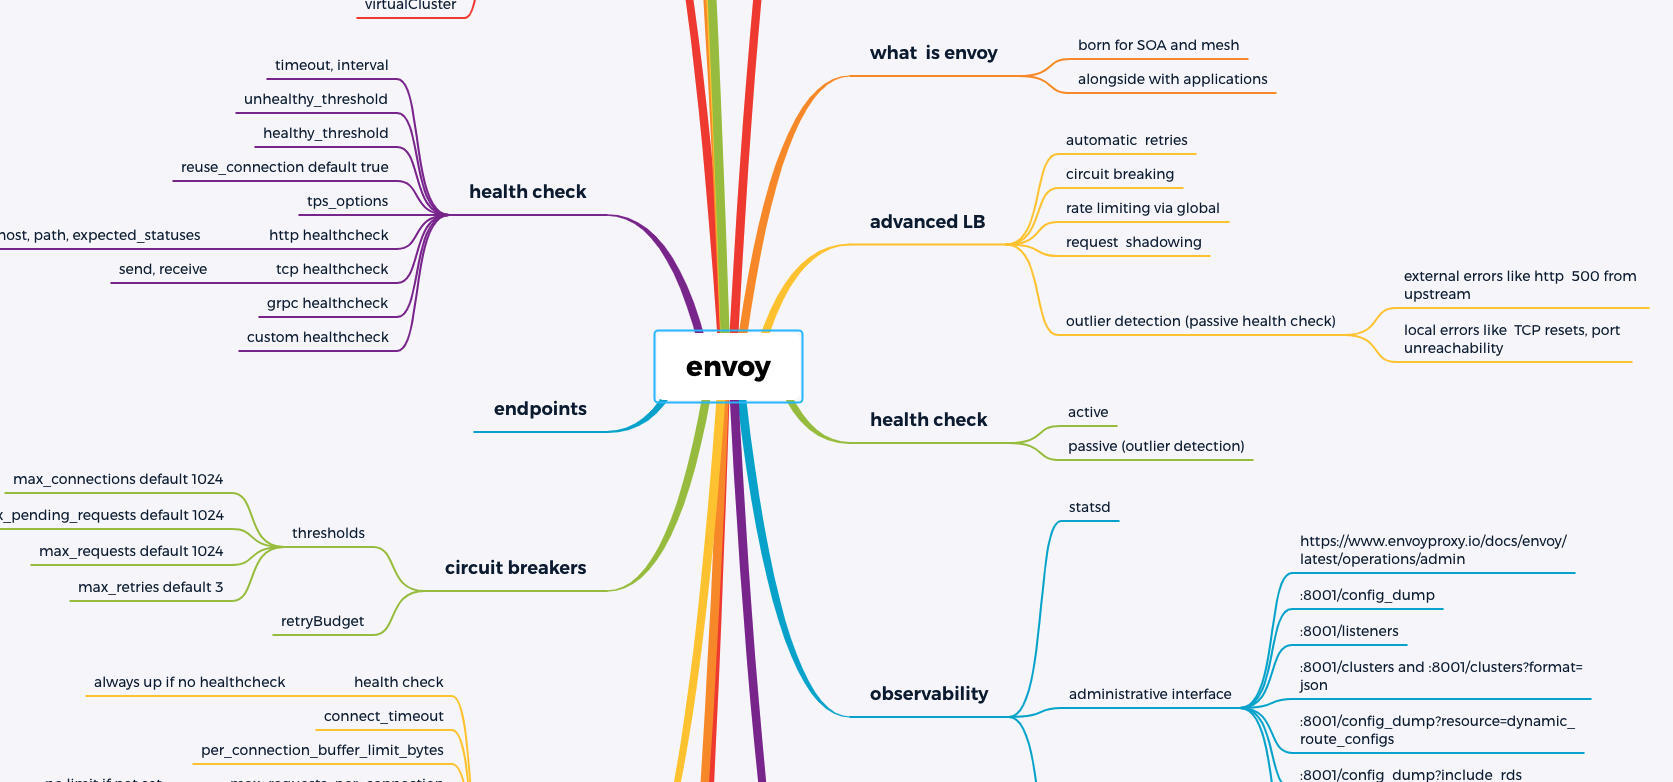 virtualCluster
timeout, interval
unhealthy_threshold
healthy_threshold
reuse_connection default true
tps_options
host, path, expected_statuses
http healthcheck
send, receive
tcp healthcheck
grpc healthcheck
custom healthcheck
health check
endpoints
max_connections default 1024
x_pending_requests default 1024
max_requests default 1024
max_retries default 3
thresholds
retryBudget
circuit breakers
always up if no healthcheck
health check
connect_timeout
per_connection_buffer_limit_bytes
no limit if not set
max_requests_per_connection
envoy
what  is envoy
born for SOA and mesh
alongside with applications
advanced LB
automatic  retries
circuit breaking
rate limiting via global
request  shadowing
outlier detection (passive health check)
external errors like http  500 from
upstream
local errors like  TCP resets, port
unreachability
health check
active
passive (outlier detection)
observability
statsd
administrative interface
https://www.envoyproxy.io/docs/envoy/
latest/operations/admin
:8001/config_dump
:8001/listeners
:8001/clusters and :8001/clusters?format=
json
:8001/config_dump?resource=dynamic_
route_configs
:8001/config_dump?include_rds